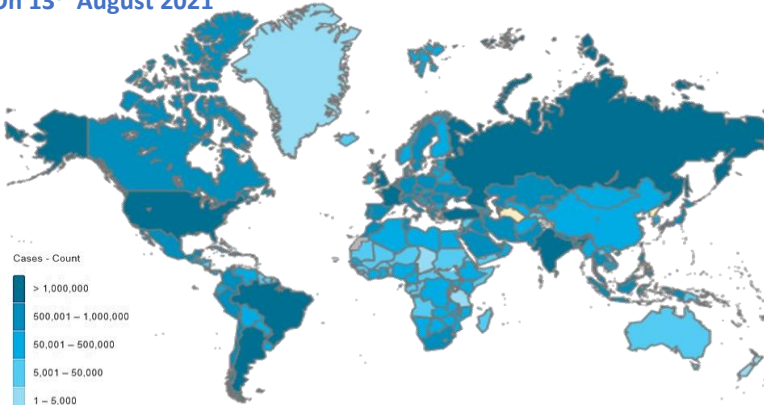 On 13th August 2021
Cases - Count
> 1,000,000
500,001 – 1,000,000
50,001 – 500,000
5,001 – 50,000
1 – 5,000